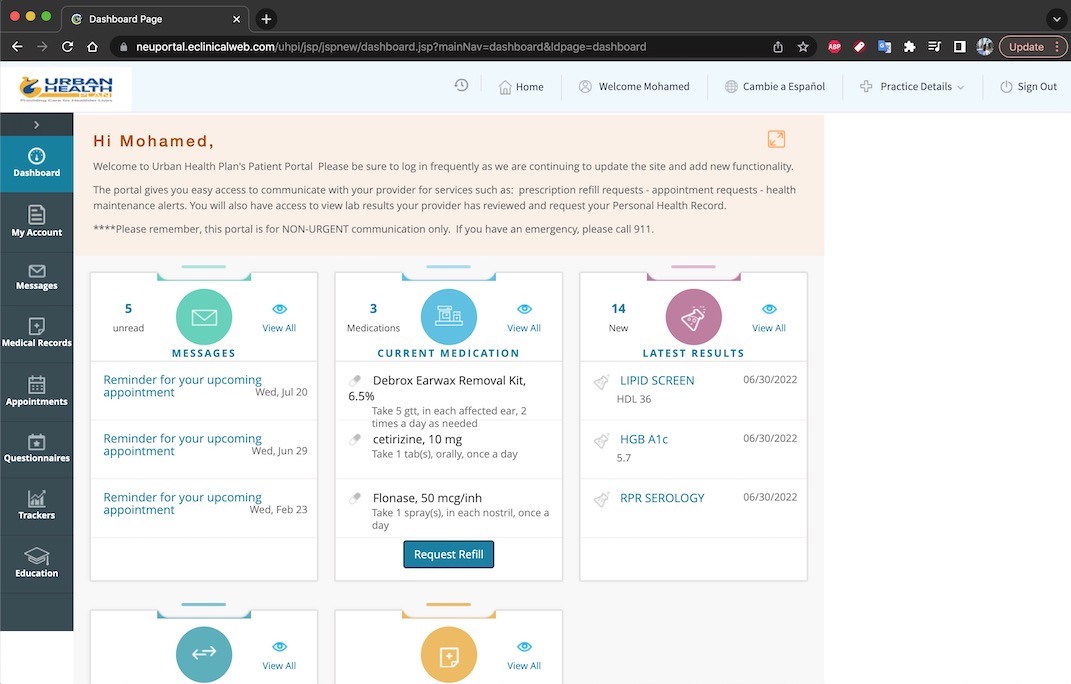 Dashboard Page
neuportal.eclinicalweb.com/uhpi/jsp/jspnew/dashboard.jsp?mainNav=dashboard&ldpage=dashboard
ABP
Update
URBAN
HEALTH
PLAN
Providing Care for Healthier Lives
Home
Welcome Mohamed
Cambie a Español
Practice Details
Sign Out
Dashboard
My Account
Messages
Medical Records
Appointments
Questionnaires
Trackers
Education
Hi Mohamed,
Welcome to Urban Health Plan's Patient Portal  Please be sure to log in frequently as we are continuing to update the site and add new functionality.
The portal gives you easy access to communicate with your provider for services such as:  prescription refill requests - appointment requests - health
maintenance alerts. You will also have access to view lab results your provider has reviewed and request your Personal Health Record.
****Please remember, this portal is for NON-URGENT communication only.  If you have an emergency, please call 911.
5
unread
View All
MESSAGES
Reminder for your upcoming
appointment
Wed, Jul 20
Reminder for your upcoming
appointment
Wed, Jun 29
Reminder for your upcoming
appointment
Wed, Feb 23
3
Medications
View All
CURRENT MEDICATION
Debrox Earwax Removal Kit,
6.5%
Take 5 gtt, in each affected ear, 2
times a day as needed
cetirizine, 10 mg
Take 1 tab(s), orally, once a day
Flonase, 50 mcg/inh
Take 1 spray(s), in each nostril, once a
day
Request Refill
14
New
View All
LATEST RESULTS
LIPID SCREEN
06/30/2022
HDL 36
HGB A1c
06/30/2022
5.7
RPR SEROLOGY
06/30/2022
View All
View All